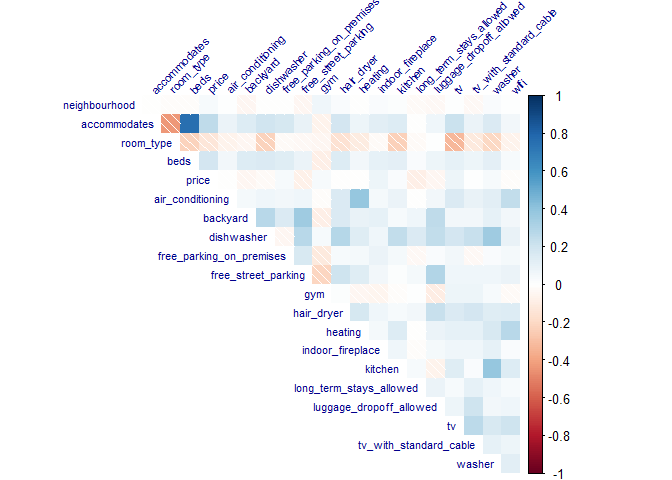 accommodates
room_type
beds
price
air_conditioning
backyard
dishwasher
free_parking_on_premises
free_street_parking
gym
hair_dryer
heating
indoor_fireplace
kitchen
long_term_stays_allowed
luggage_dropoff_allowed
tv
tv_with_standard_cable
washer
wifi
neighbourhood
accommodates
room_type
beds
price
air_conditioning
backyard
dishwasher
free_parking_on_premises
free_street_parking
gym
hair_dryer
heating
indoor_fireplace
kitchen
long_term_stays_allowed
luggage_dropoff_allowed
tv
tv_with_standard_cable
washer
1
0.8
0.6
0.4
0.2
0
-0.2
-0.4
-0.6
-0.8
-1